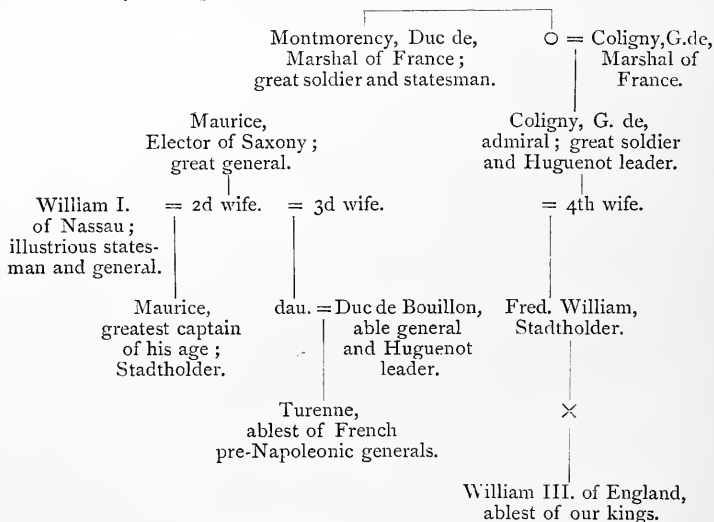 Montmorency, Duc de,
Marshal of France;
great soldier and statesman.
O = Coligny, G.de,
Marshal of
France.
Maurice,
Elector of Saxony;
great general.
Coligny, G. de,
admiral; great soldier
and Huguenot leader.
William I.
of Nassau;
illustrious states-
man and general.
= 2d wife.
= 3d wife.
= 4th wife.
Maurice,
greatest captain
of his age;
Stadtholder.
dau. = Duc de Bouillon,
able general
and Huguenot
leader.
Fred. William,
Stadtholder.
Turenne,
ablest of French
pre-Napoleonic generals.
×
William III. of England,
ablest of our kings.